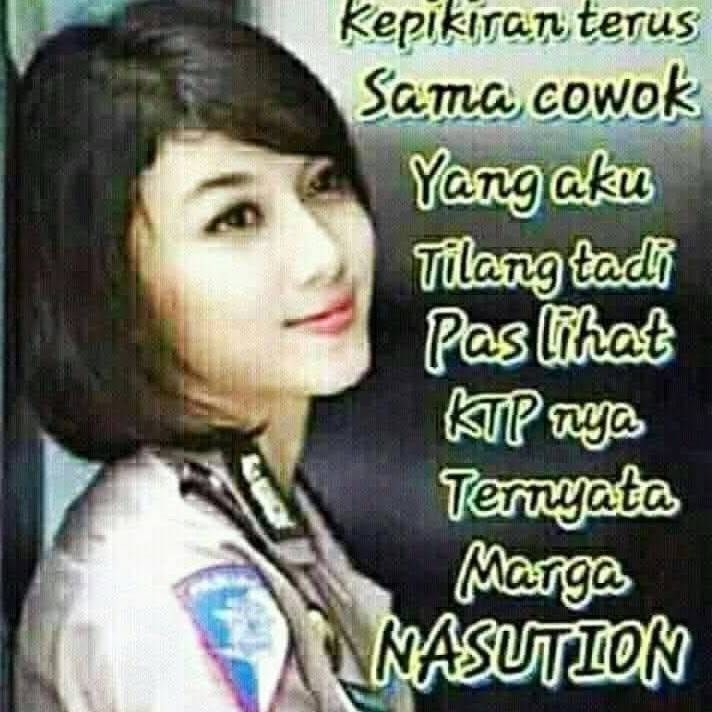 Kepikiran terus
Sama cowok
Yang aku
Tilang tadi
Pas lihat
KTP nya
Ternyata
Marga
NASUTION